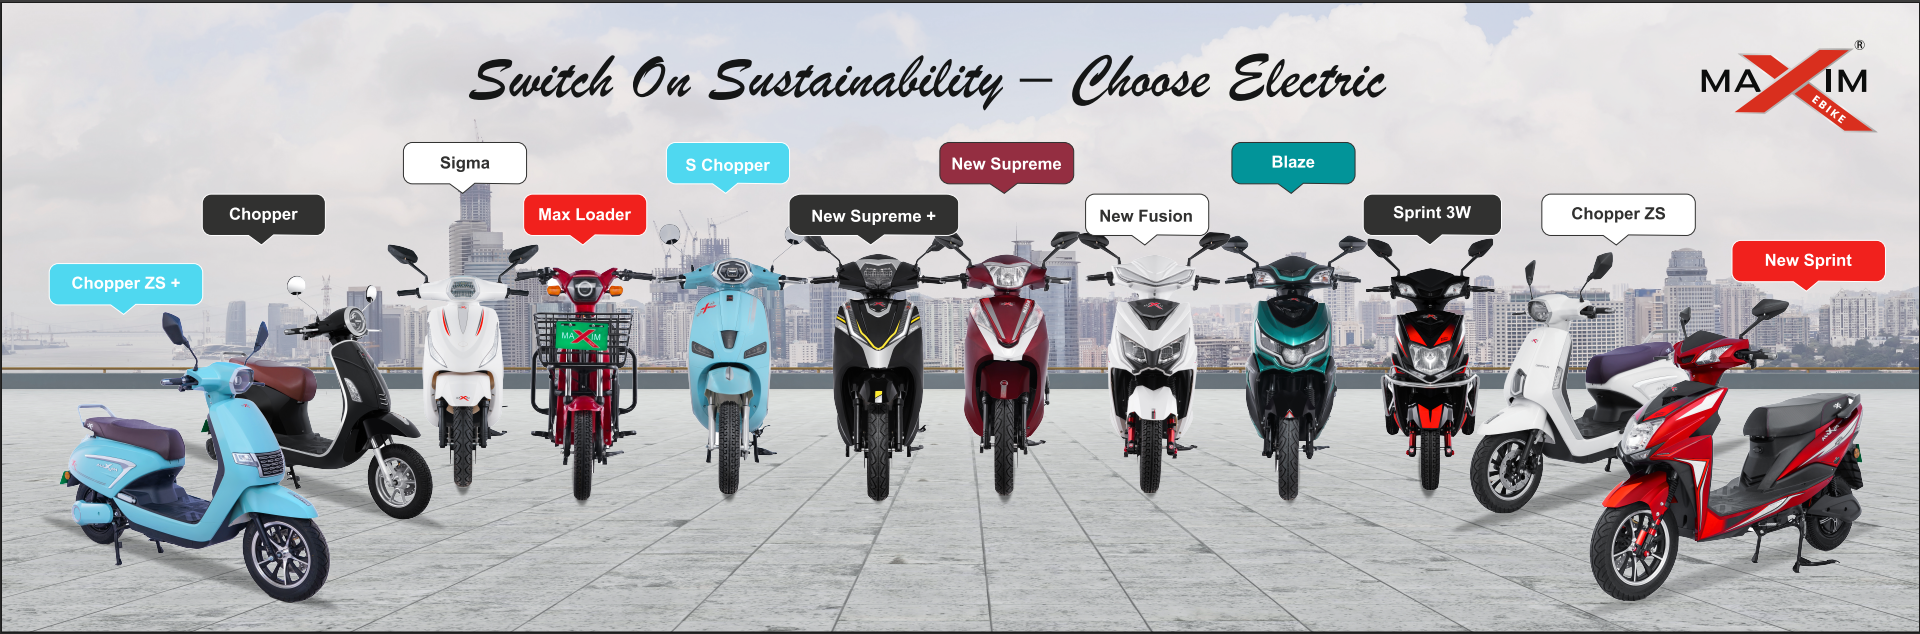 Switch On Sustainability – Choose Electric
MAXIM ®
EBIKE
Sigma
S Chopper
New Supreme
Blaze
Chopper
Max Loader
New Supreme +
New Fusion
Sprint 3W
Chopper ZS
Chopper ZS +
New Sprint
MAXIM